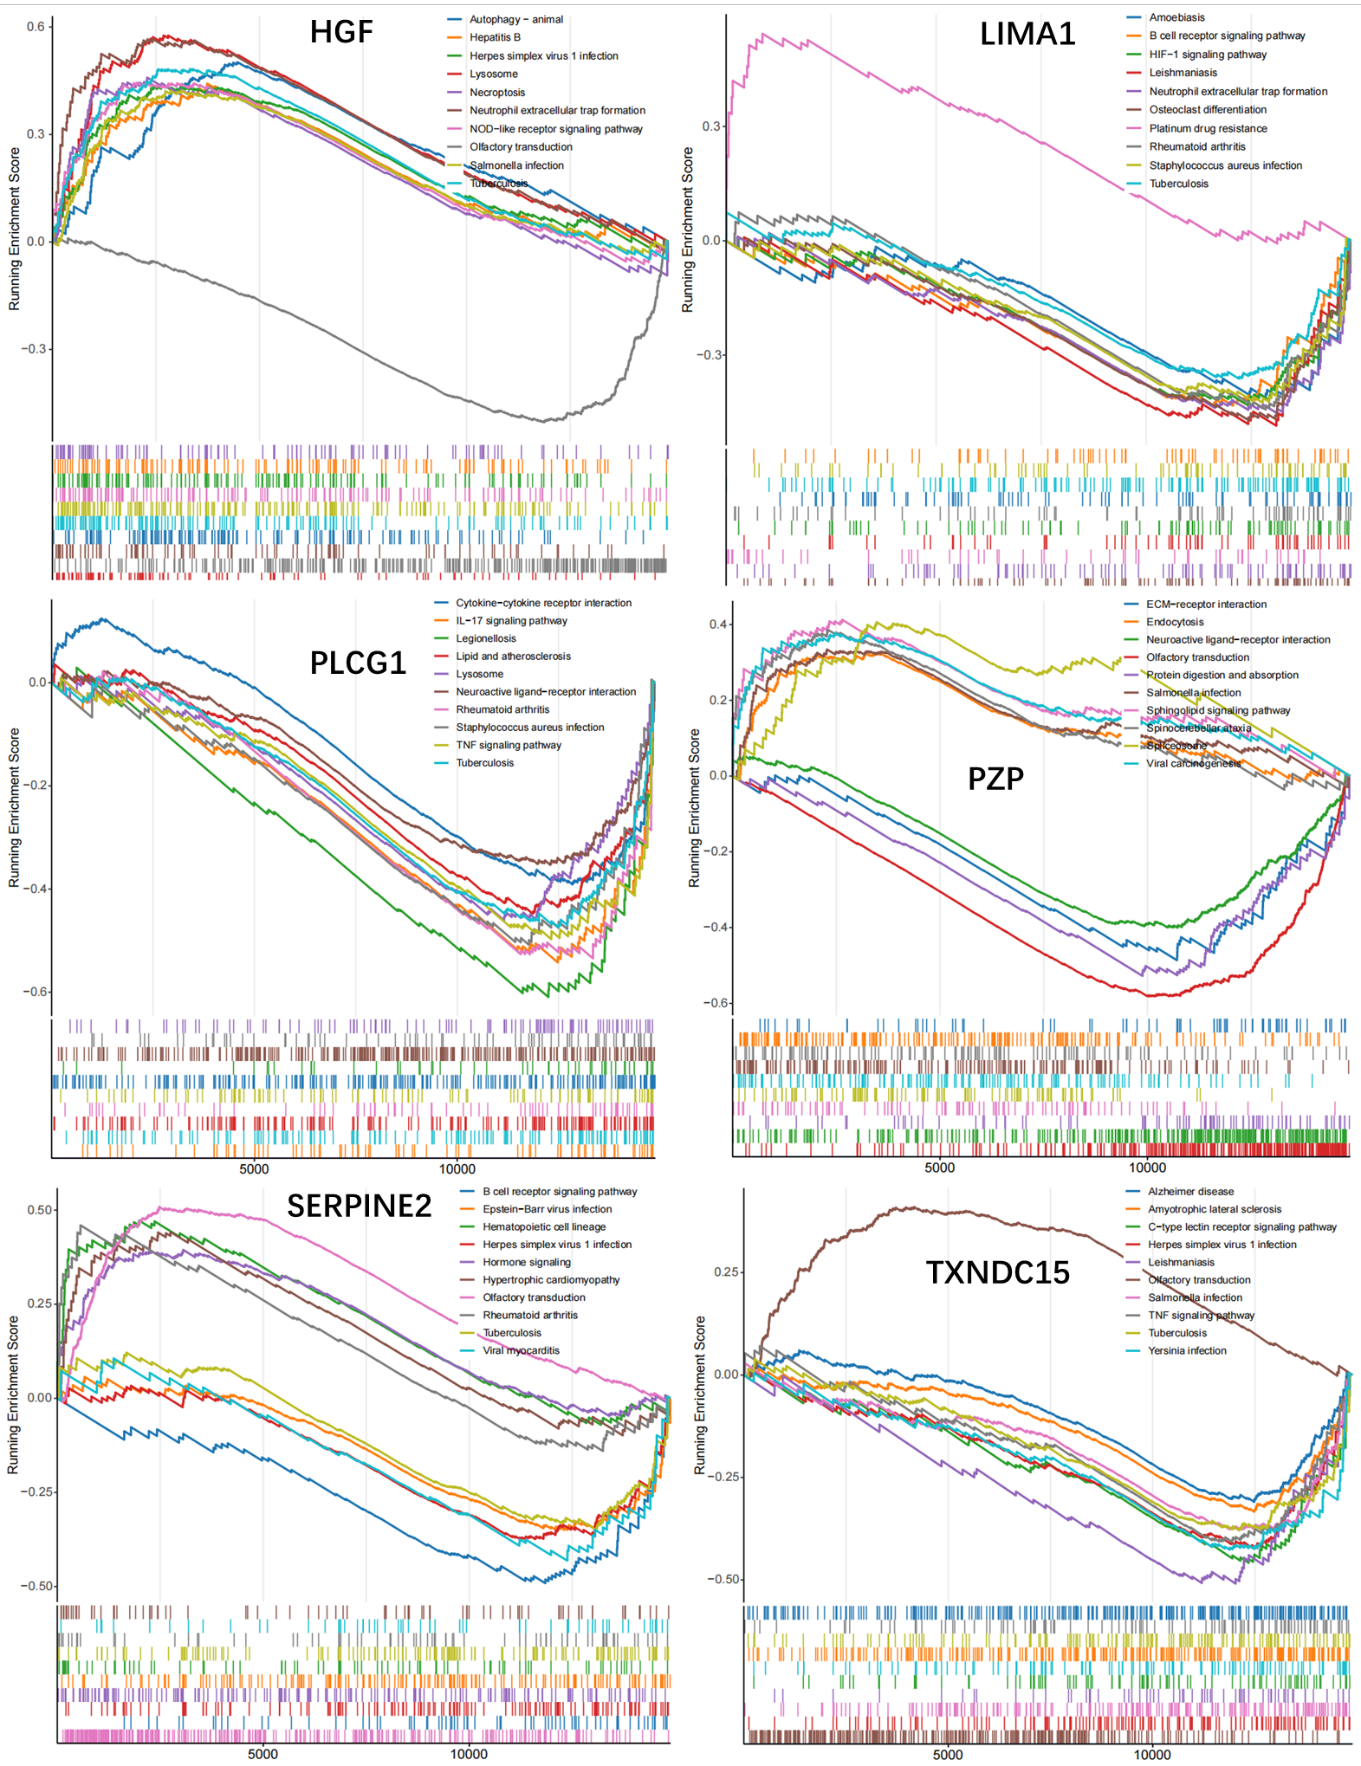 HGF
Autophagy − animal
Hepatitis B
Herpes simplex virus 1 infection
Lysosome
Necroptosis
Neutrophil extracellular trap formation
NOD−like receptor signaling pathway
Olfactory transduction
Salmonella infection
Tuberculosis
Running Enrichment Score
0.6
0.3
0.0
−0.3
LIMA1
Amoebiasis
B cell receptor signaling pathway
HIF−1 signaling pathway
Leishmaniasis
Neutrophil extracellular trap formation
Osteoclast differentiation
Platinum drug resistance
Rheumatoid arthritis
Staphylococcus aureus infection
Tuberculosis
Running Enrichment Score
0.3
0.0
−0.3
PLCG1
Cytokine−cytokine receptor interaction
IL−17 signaling pathway
Legionellosis
Lipid and atherosclerosis
Lysosome
Neuroactive ligand−receptor interaction
Rheumatoid arthritis
Staphylococcus aureus infection
TNF signaling pathway
Tuberculosis
Running Enrichment Score
0.0
−0.2
−0.4
−0.6
5000
10000
PZP
ECM−receptor interaction
Endocytosis
Neuroactive ligand−receptor interaction
Olfactory transduction
Protein digestion and absorption
Salmonella infection
Sphingolipid signaling pathway
Spinocerebellar ataxia
Spliceosome
Viral carcinogenesis
Running Enrichment Score
0.4
0.2
0.0
−0.2
−0.4
−0.6
5000
10000
SERPINE2
B cell receptor signaling pathway
Epstein−Barr virus infection
Hematopoietic cell lineage
Herpes simplex virus 1 infection
Hormone signaling
Hypertrophic cardiomyopathy
Olfactory transduction
Rheumatoid arthritis
Tuberculosis
Viral myocarditis
Running Enrichment Score
0.50
0.25
0.00
−0.25
−0.50
5000
10000
TXNDC15
Alzheimer disease
Amyotrophic lateral sclerosis
C−type lectin receptor signaling pathway
Herpes simplex virus 1 infection
Leishmaniasis
Olfactory transduction
Salmonella infection
TNF signaling pathway
Tuberculosis
Yersinia infection
Running Enrichment Score
0.25
0.00
−0.25
−0.50
5000
10000